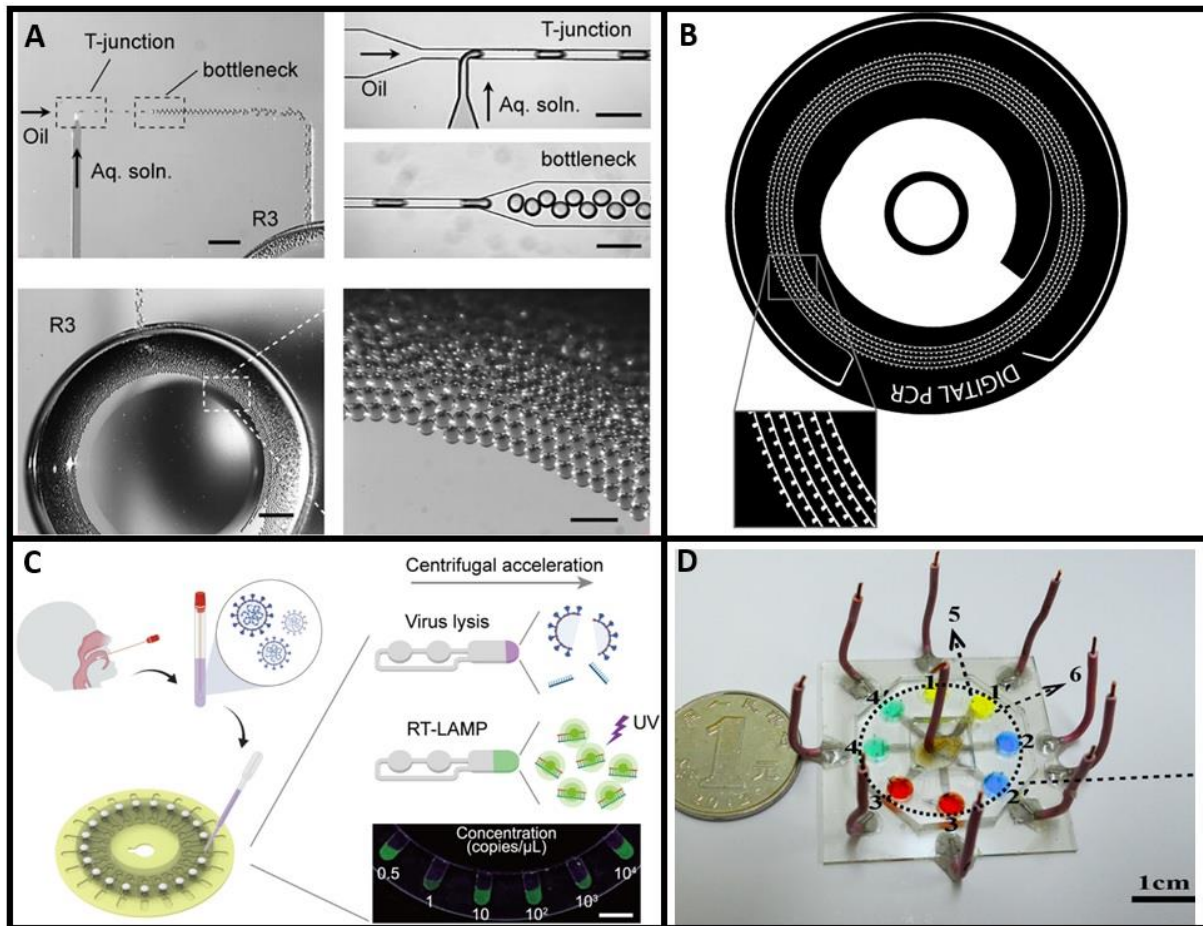 A
T-junction
bottleneck
Oil
Aq. soln.
R3
T-junction
Oil
Aq. soln.
bottleneck
R3
B
DIGITAL PCR
C
Centrifugal acceleration
Virus lysis
RT-LAMP
UV
Concentration
(copies/μL)
0.5
1
10
10²
10³
10⁴
D
5
6
1
1′
4′
2
4
2′
3′
3
1
1cm